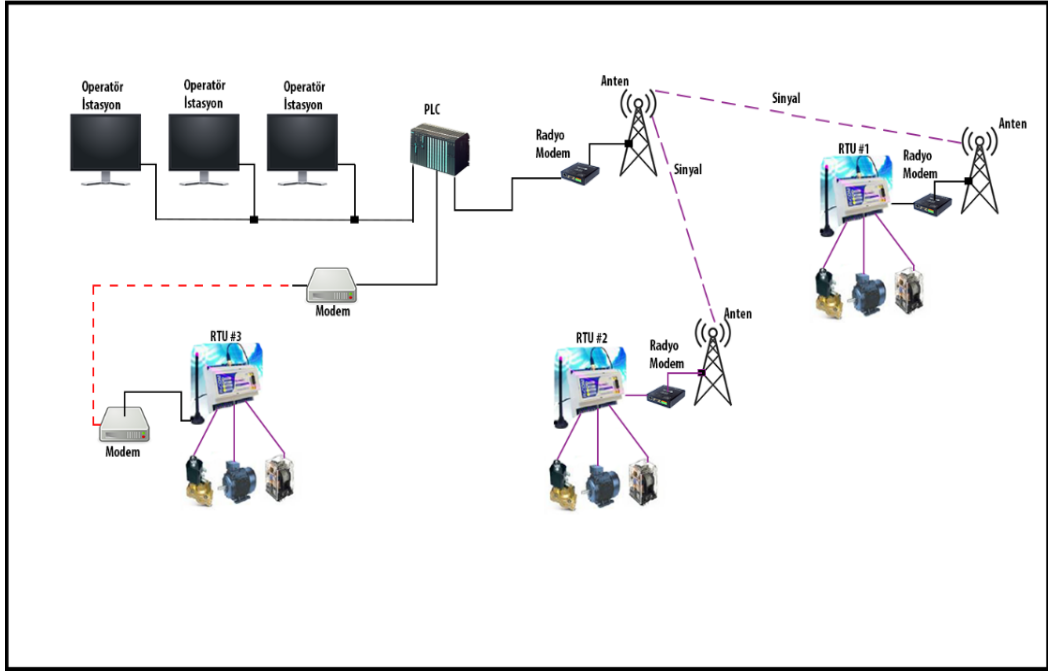 Operatör
İstasyon
Operatör
İstasyon
Operatör
İstasyon
PLC
Radyo
Modem
Anten
Sinyal
Sinyal
Anten
RTU #1
Radyo
Modem
Modem
RTU #3
Modem
RTU #2
Radyo
Modem
Anten